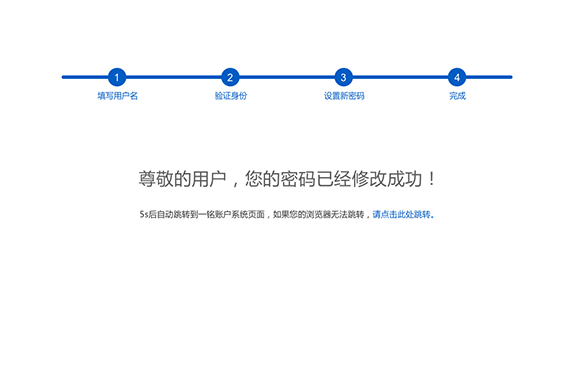 1 2 3 4
填写用户名 验证身份 设置新密码 完成
尊敬的用户，您的密码已经修改成功！
5s后自动跳转到一铭账户系统页面，如果您的浏览器无法跳转，请点击此处跳转。